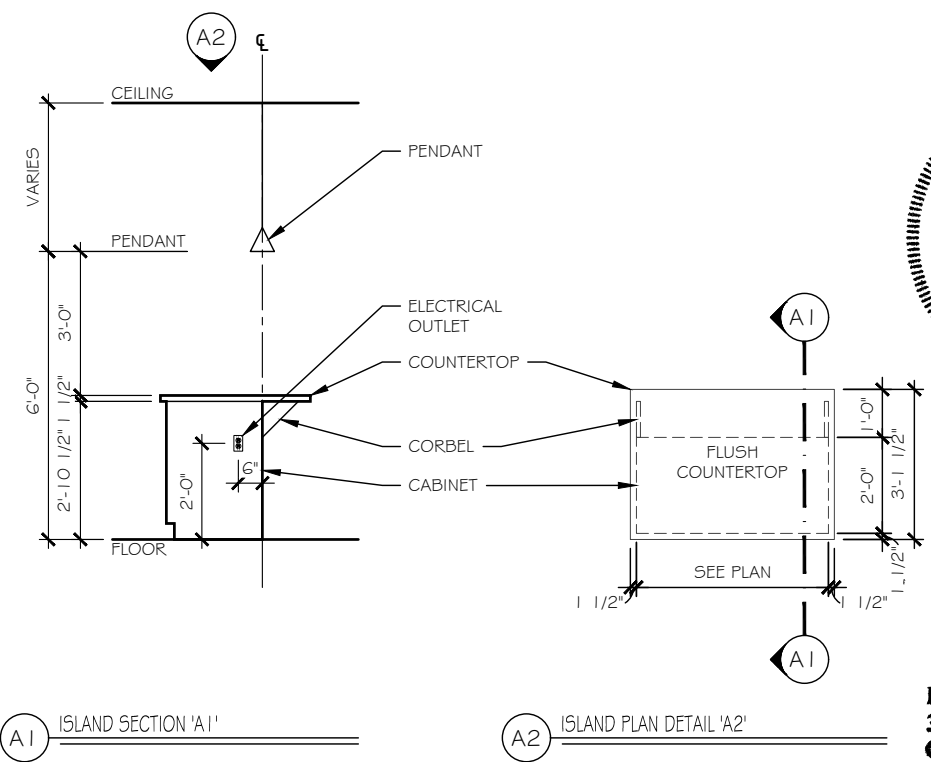 A2
℄
CEILING
PENDANT
VARIES
PENDANT
ELECTRICAL
OUTLET
3'-0"
A1
COUNTERTOP
1 1/2"
6'-0"
1'-0"
CORBEL
FLUSH
COUNTERTOP
6"
CABINET
2'-10 1/2"
2'-0"
2'-0"
3'-1 1/2"
FLOOR
SEE PLAN
1 1/2"
1 1/2"
1 1/2"
A1
A1 ISLAND SECTION 'A1'
A2 ISLAND PLAN DETAIL 'A2'